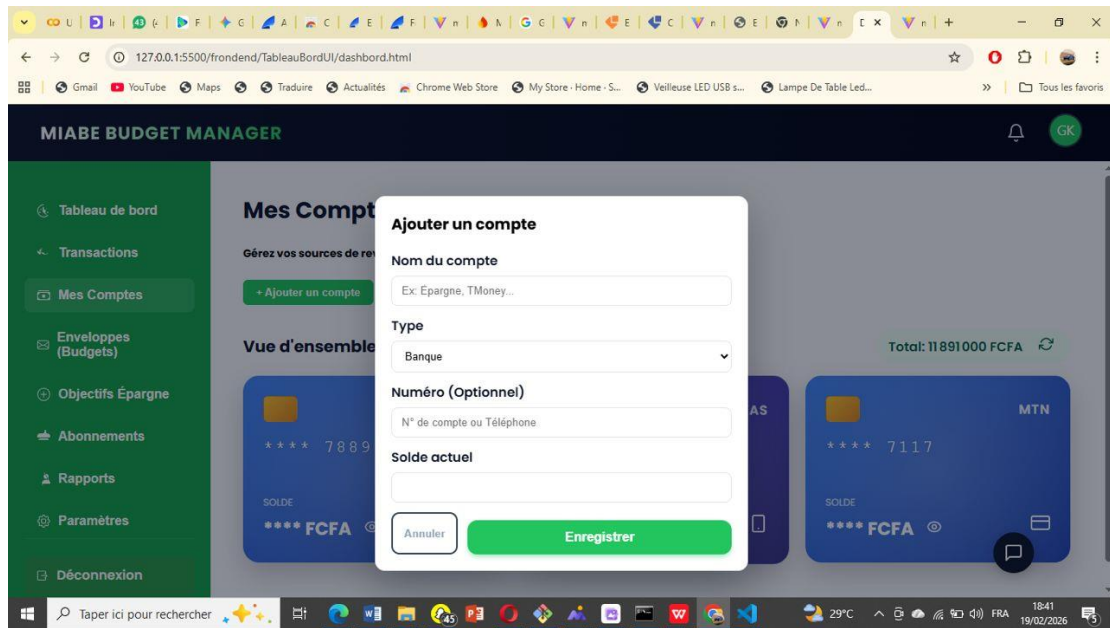 127.0.0.1:5500/frondend/TableauBordUI/dashbord.html
Gmail YouTube Maps Traduire Actualités Chrome Web Store My Store - Home - S... Veilleuse LED USB s... Lampe De Table Led... » Tous les favoris
MIABE BUDGET MANAGER
GK
Tableau de bord
Transactions
Mes Comptes
Enveloppes
(Budgets)
Objectifs Épargne
Abonnements
Rapports
Paramètres
Déconnexion
Mes Compt
Gérez vos sources de re
+ Ajouter un compte
Vue d'ensemble
Total: 11 891 000 FCFA
**** 7889
SOLDE
**** FCFA
AS
MTN
**** 7117
SOLDE
**** FCFA
Ajouter un compte
Nom du compte
Ex: Épargne, TMoney...
Type
Banque
Numéro (Optionnel)
N° de compte ou Téléphone
Solde actuel
Annuler
Enregistrer
Taper ici pour rechercher
29°C
FRA
18:41
19/02/2026